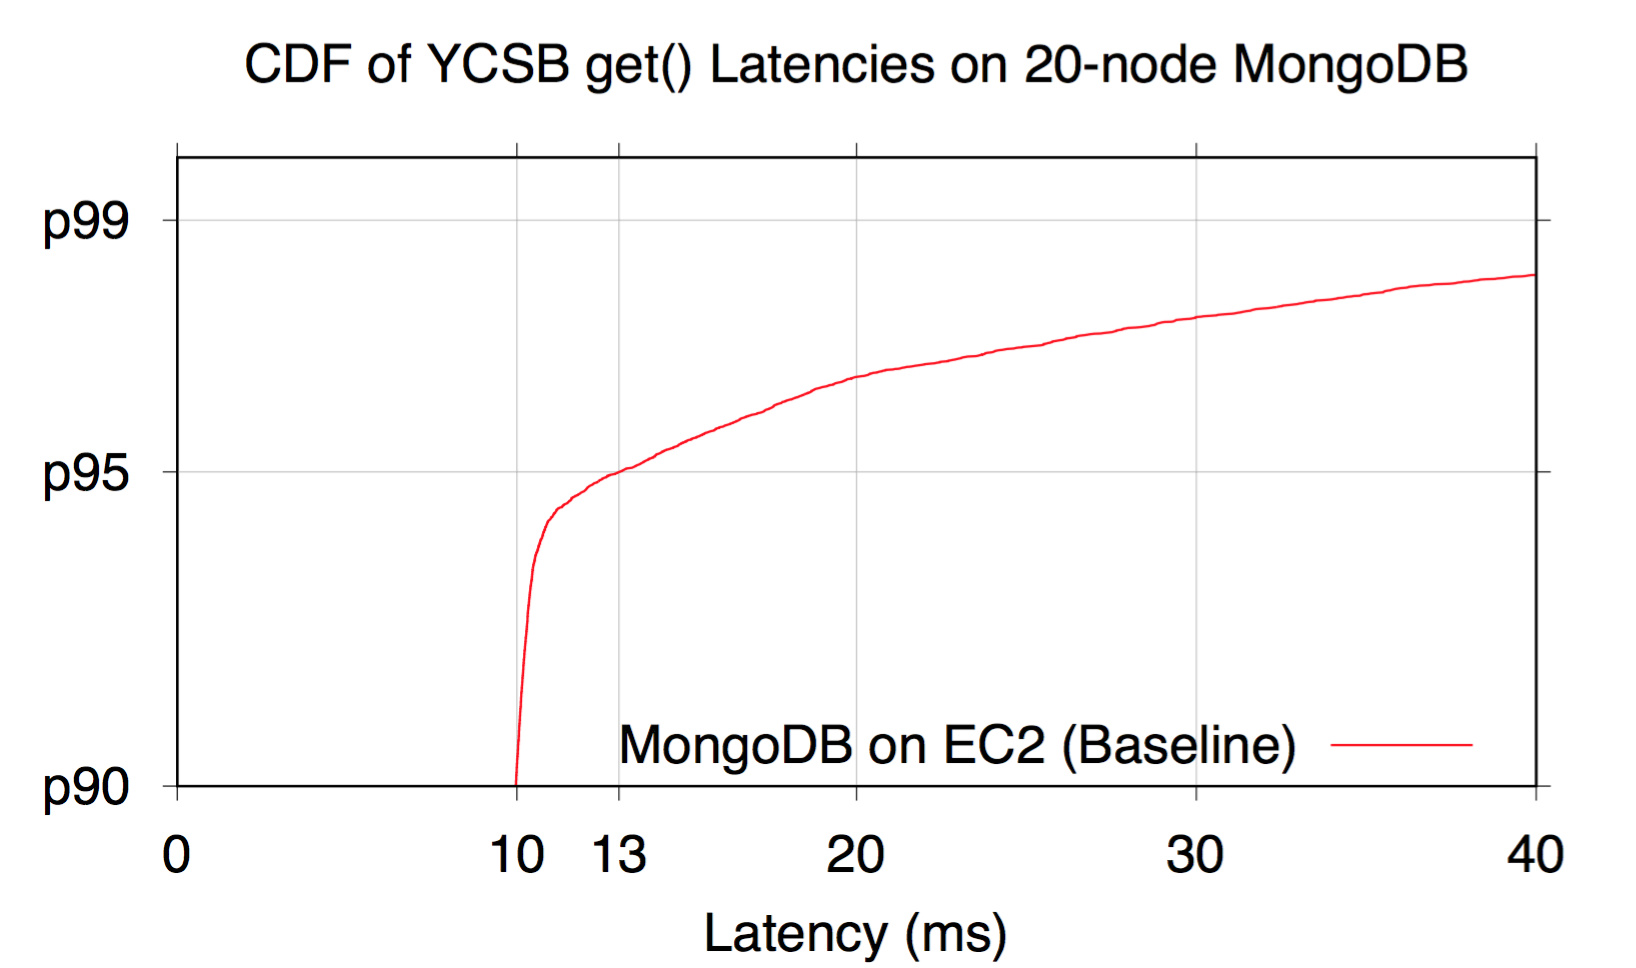 CDF of YCSB get() Latencies on 20-node MongoDB
p99
p95
p90
MongoDB on EC2 (Baseline)
0 10 13 20 30 40
Latency (ms)